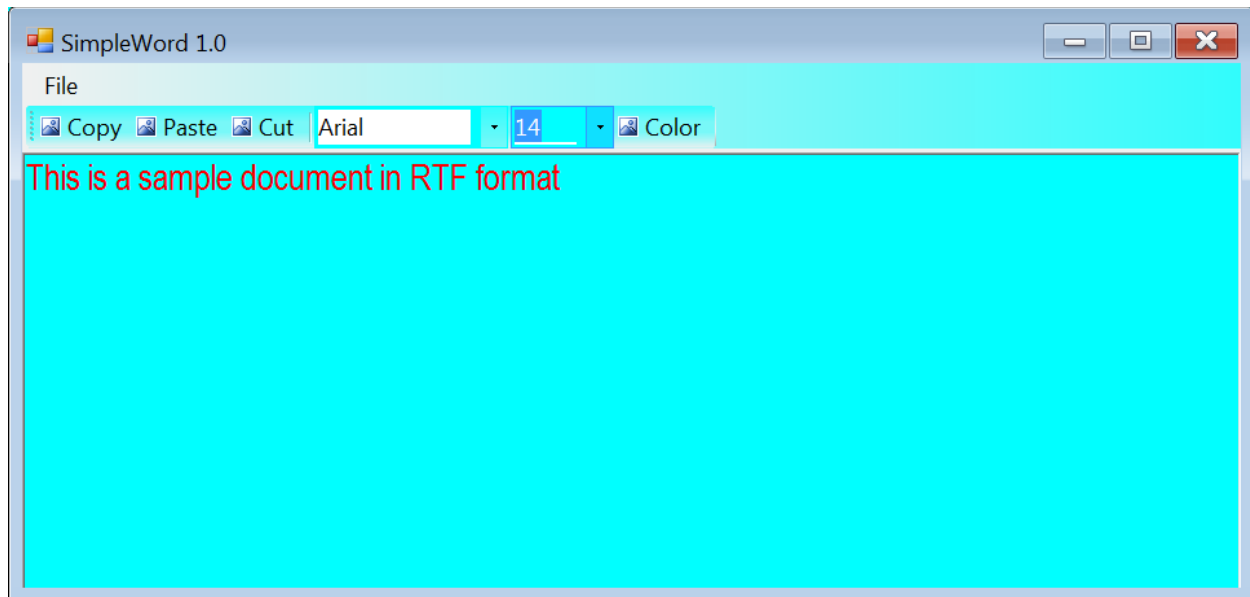 SimpleWord 1.0
File
Copy Paste Cut Arial 14 Color
This is a sample document in RTF format